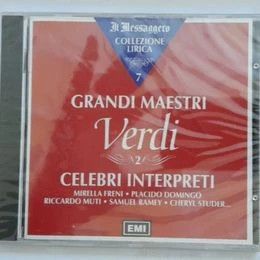 Il Messaggero
COLLEZIONE
LIRICA
7
GRANDI MAESTRI
Verdi
2
CELEBRI INTERPRETI
MIRELLA FRENI • PLACIDO DOMINGO
RICCARDO MUTI • SAMUEL RAMEY • CHERYL STUDER...
EMI